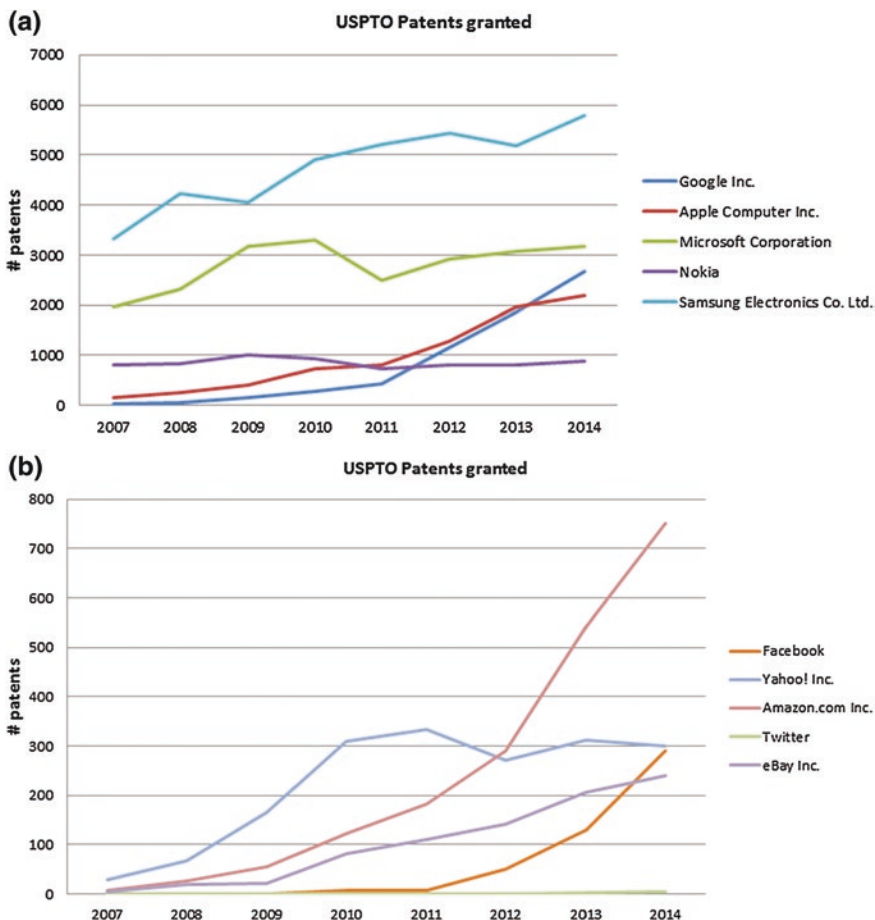 (a)
USPTO Patents granted
7000
6000
5000
4000
3000
2000
1000
0
# patents
2007 2008 2009 2010 2011 2012 2013 2014
Google Inc.
Apple Computer Inc.
Microsoft Corporation
Nokia
Samsung Electronics Co. Ltd.
(b)
USPTO Patents granted
800
700
600
500
400
300
200
100
0
# patents
2007 2008 2009 2010 2011 2012 2013 2014
Facebook
Yahoo! Inc.
Amazon.com Inc.
Twitter
eBay Inc.